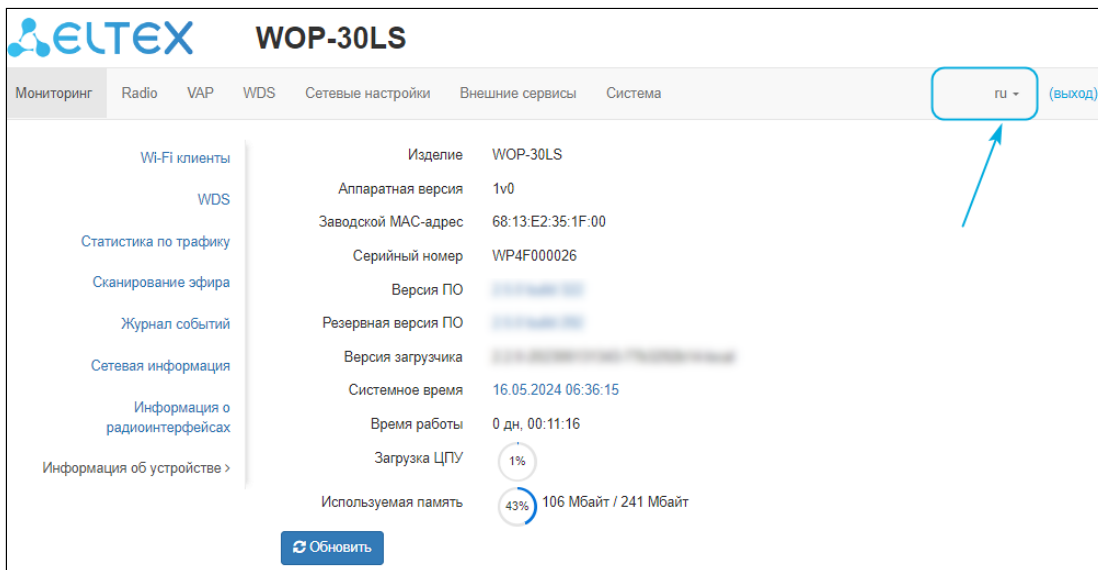 ELTEX WOP-30LS
Мониторинг Radio VAP WDS Сетевые настройки Внешние сервисы Система ru (выход)
Wi-Fi клиенты
WDS
Статистика по трафику
Сканирование эфира
Журнал событий
Сетевая информация
Информация о
радиоинтерфейсах
Информация об устройстве >
Изделие WOP-30LS
Аппаратная версия 1v0
Заводской MAC-адрес 68:13:E2:35:1F:00
Серийный номер WP4F000026
Версия ПО
Резервная версия ПО
Версия загрузчика
Системное время 16.05.2024 06:36:15
Время работы 0 дн, 00:11:16
Загрузка ЦПУ 1%
Используемая память 43% 106 Мбайт / 241 Мбайт
Обновить